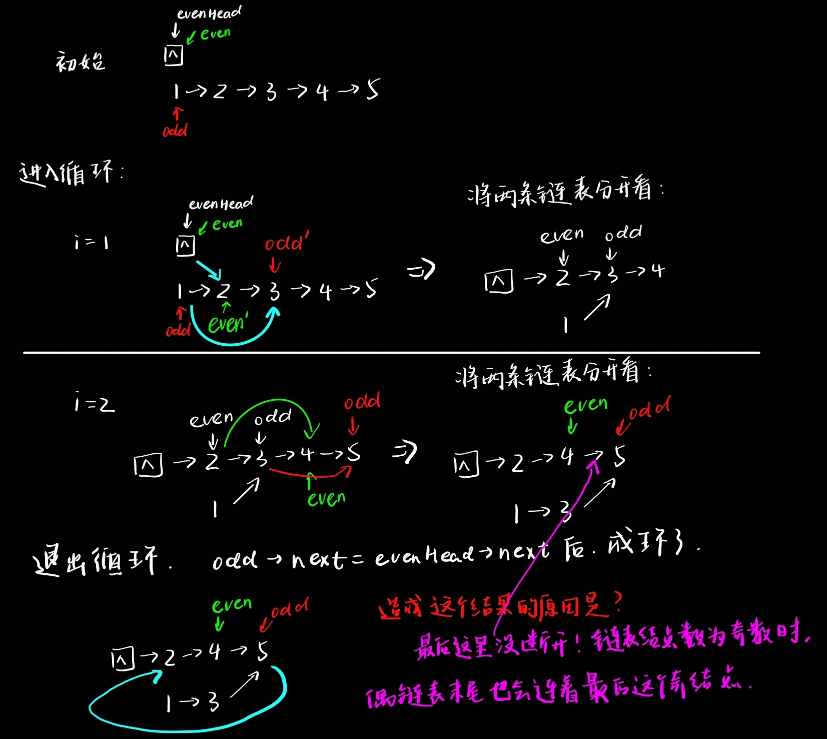 evenHead
even
初始 ^
1→2→3→4→5
odd
进入循环:
将两条链表分开看:
evenHead
even
i=1 ^ odd'
1→2→3→4→5 ⇒
odd even'
even odd
^→2→3→4
1
将两条链表分开看:
i=2
even odd odd
^→2→3→4→5 ⇒
1 even
even odd
^→2→4→5
1→3
退出循环. odd→next=evenHead→next 后.成环了.
even odd
^→2→4→5
1→3
造成这个结果的原因是?
最后这里没断开!链表结点数为奇数时,
偶链表末尾也会连着最后这个奇结点.